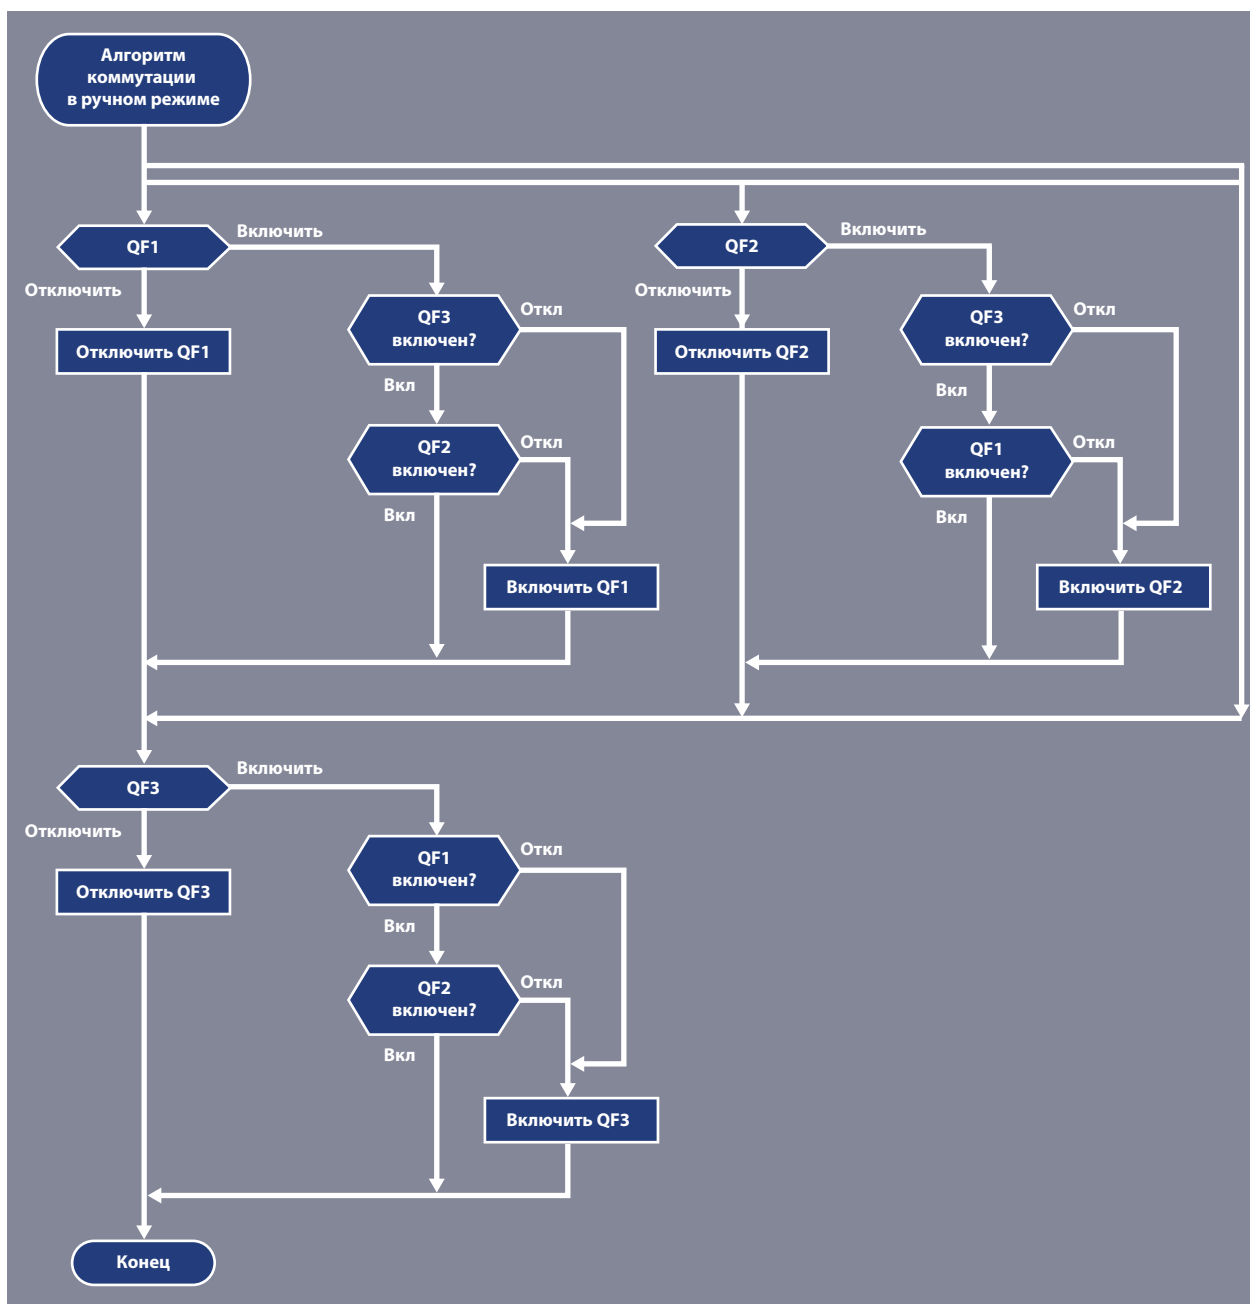 Алгоритм
коммутации
в ручном режиме
QF1
Включить
Отключить
Отключить QF1
QF3
включен?
Откл
Вкл
QF2
включен?
Откл
Вкл
Включить QF1
QF2
Включить
Отключить
Отключить QF2
QF3
включен?
Откл
Вкл
QF1
включен?
Откл
Вкл
Включить QF2
QF3
Включить
Отключить
Отключить QF3
QF1
включен?
Откл
Вкл
QF2
включен?
Откл
Вкл
Включить QF3
Конец